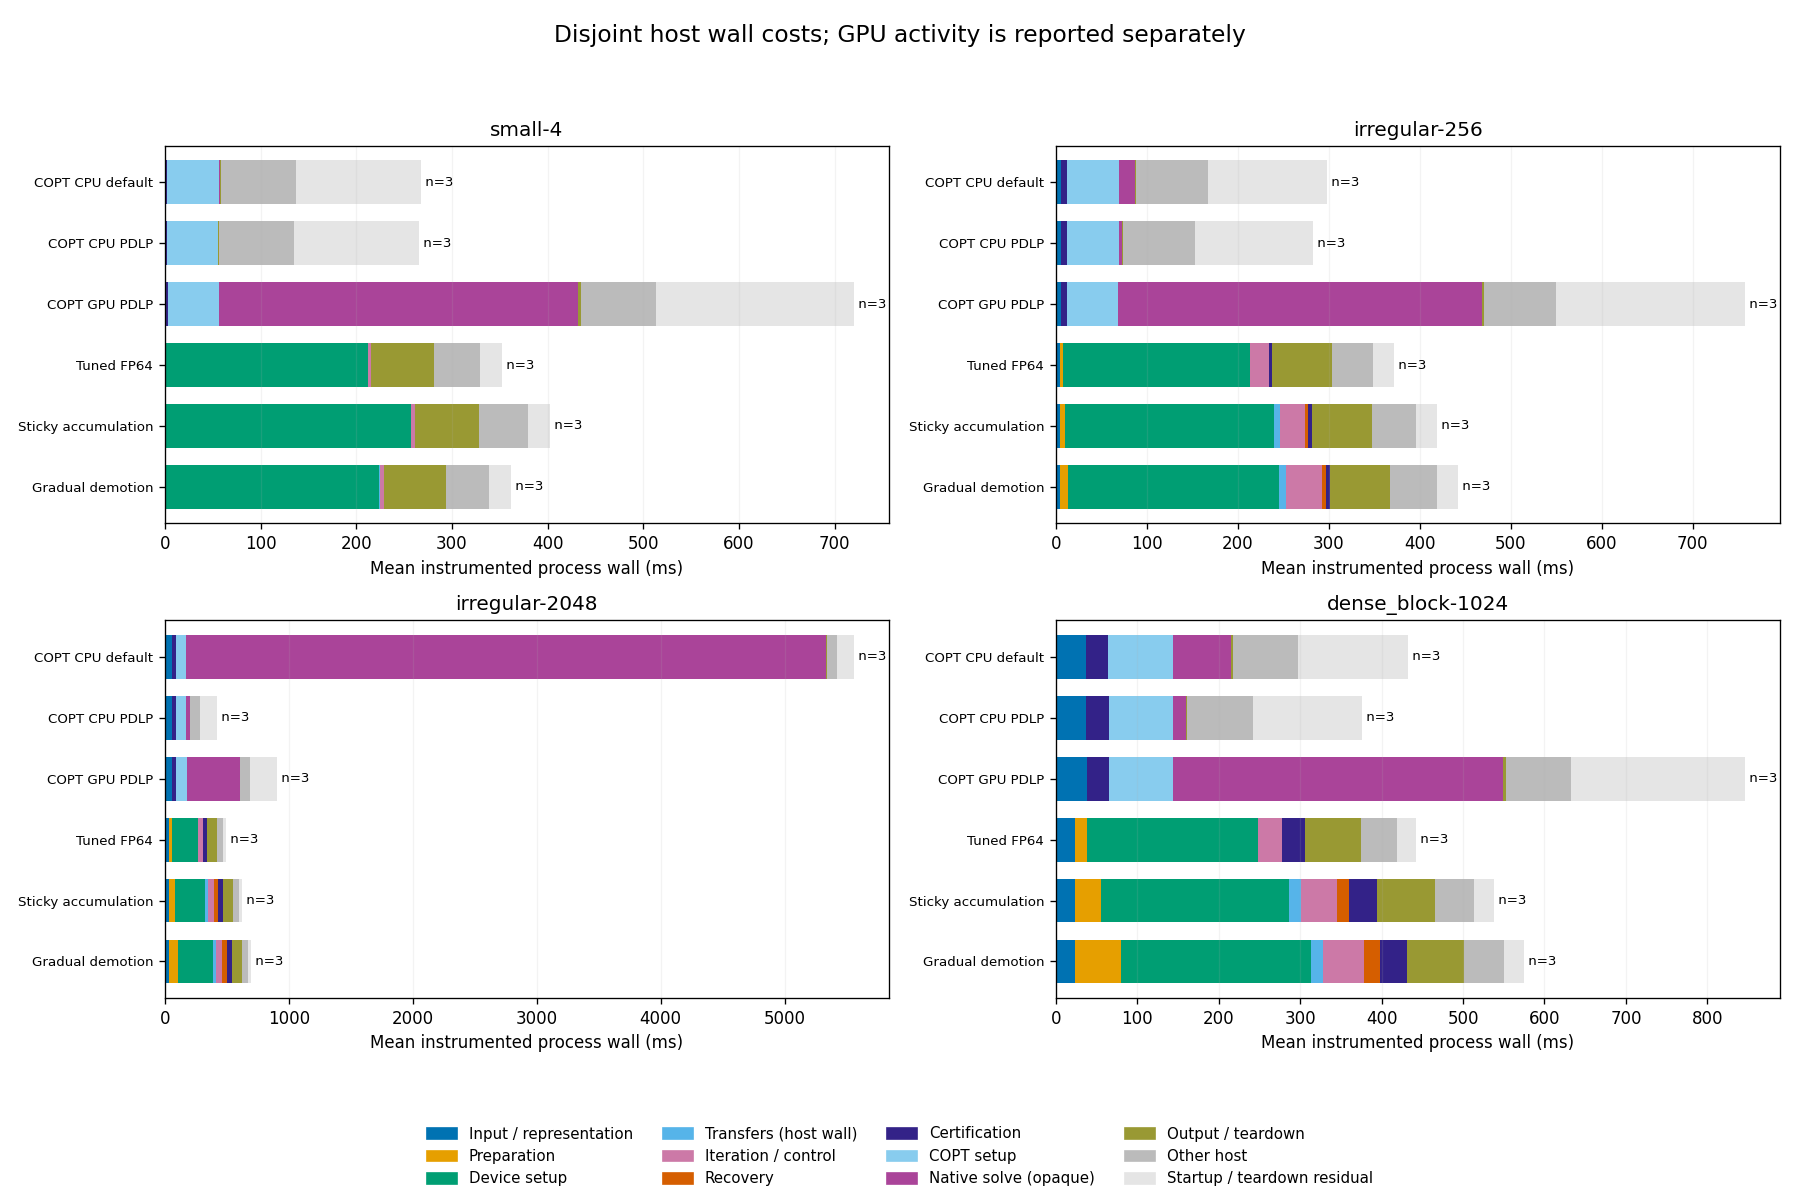 Disjoint host wall costs; GPU activity is reported separately
small-4
COPT CPU default
n=3
COPT CPU PDLP
n=3
COPT GPU PDLP
n=3
Tuned FP64
n=3
Sticky accumulation
n=3
Gradual demotion
n=3
0 100 200 300 400 500 600 700
Mean instrumented process wall (ms)
irregular-256
COPT CPU default
n=3
COPT CPU PDLP
n=3
COPT GPU PDLP
n=3
Tuned FP64
n=3
Sticky accumulation
n=3
Gradual demotion
n=3
0 100 200 300 400 500 600 700
Mean instrumented process wall (ms)
irregular-2048
COPT CPU default
n=3
COPT CPU PDLP
n=3
COPT GPU PDLP
n=3
Tuned FP64
n=3
Sticky accumulation
n=3
Gradual demotion
n=3
0 1000 2000 3000 4000 5000
Mean instrumented process wall (ms)
dense_block-1024
COPT CPU default
n=3
COPT CPU PDLP
n=3
COPT GPU PDLP
n=3
Tuned FP64
n=3
Sticky accumulation
n=3
Gradual demotion
n=3
0 100 200 300 400 500 600 700 800
Mean instrumented process wall (ms)
Input / representation
Preparation
Device setup
Transfers (host wall)
Iteration / control
Recovery
Certification
COPT setup
Native solve (opaque)
Output / teardown
Other host
Startup / teardown residual